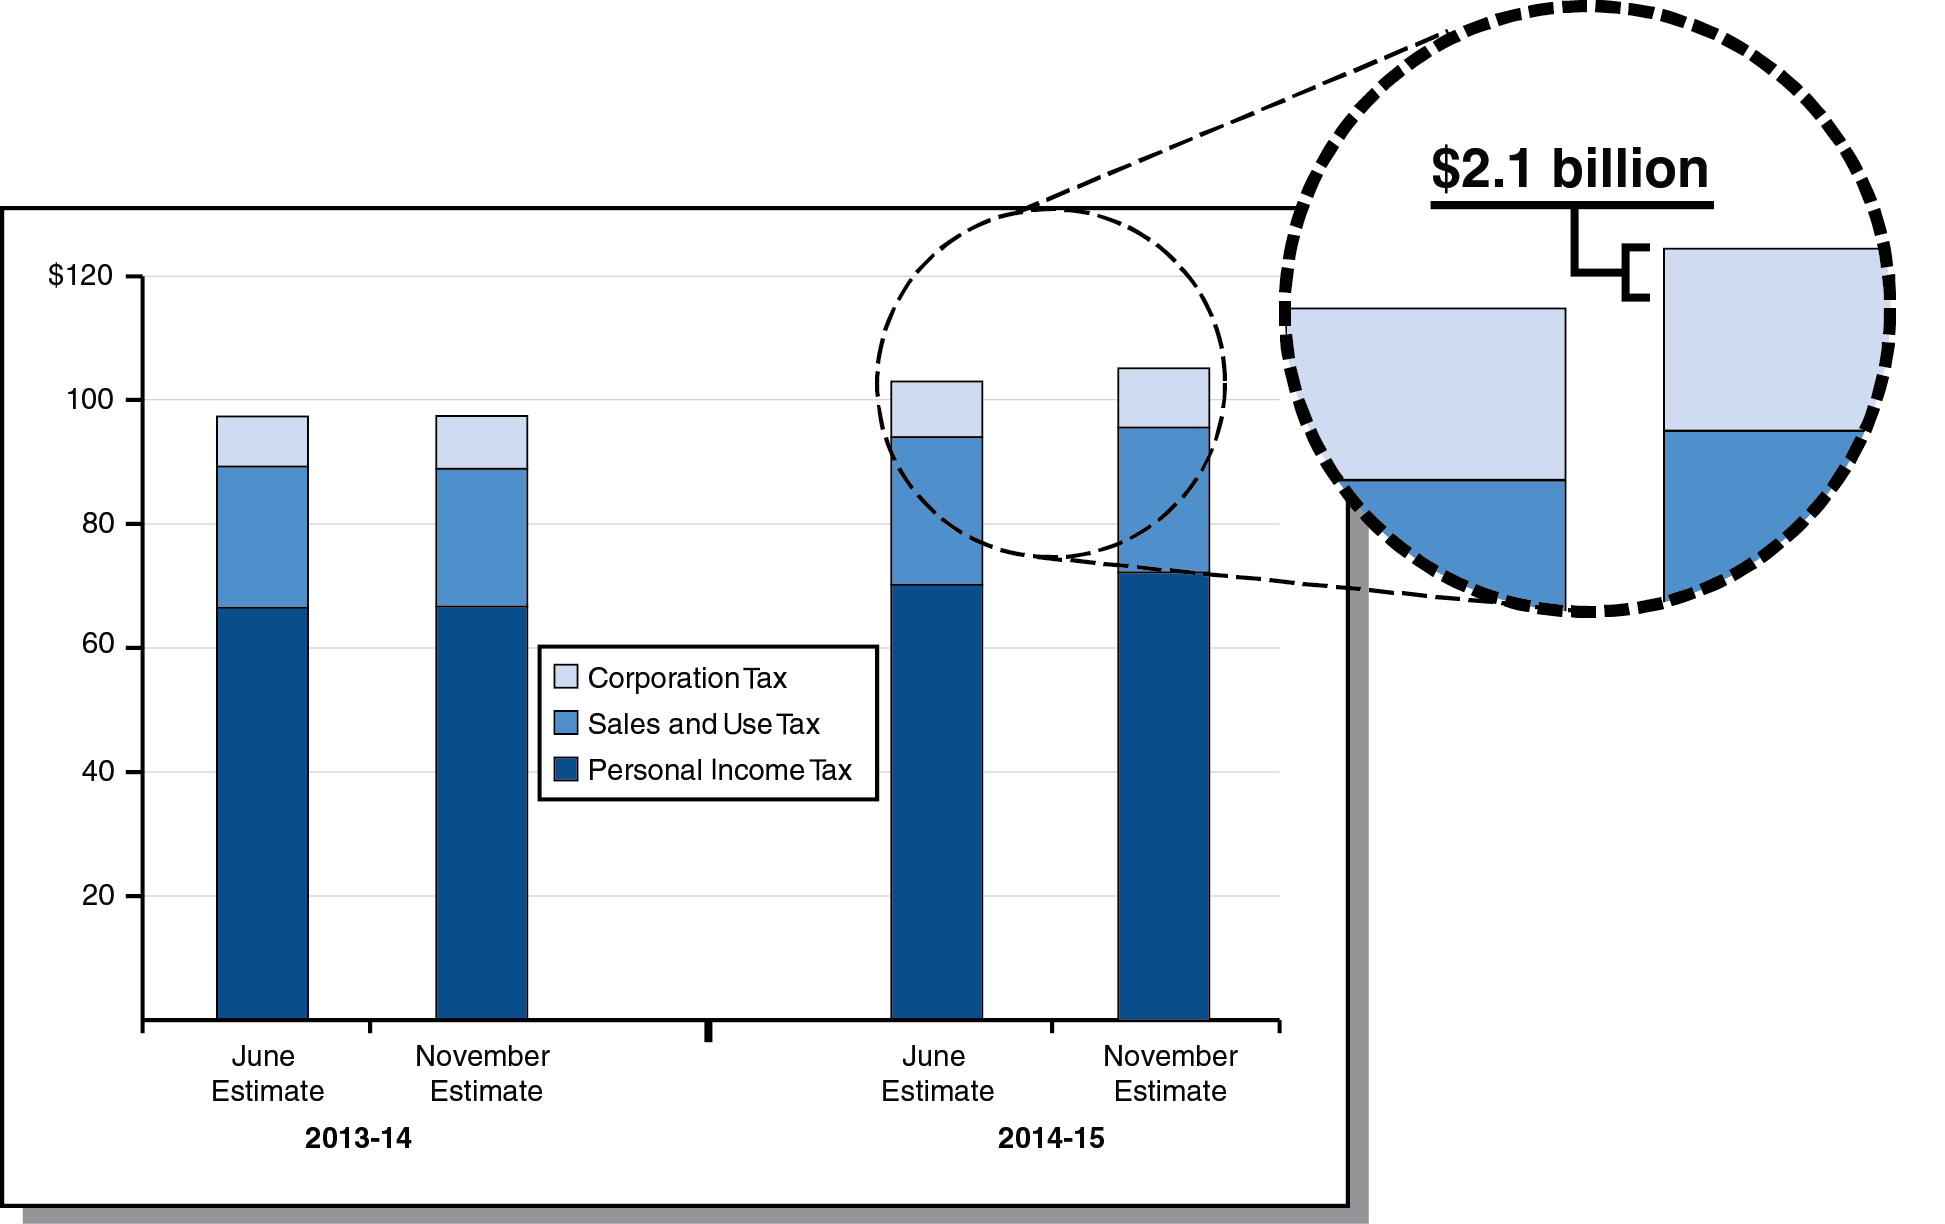 $2.1 billion
$120
100
80
60
40
20
Corporation Tax
Sales and Use Tax
Personal Income Tax
June
Estimate
November
Estimate
June
Estimate
November
Estimate
2013-14
2014-15